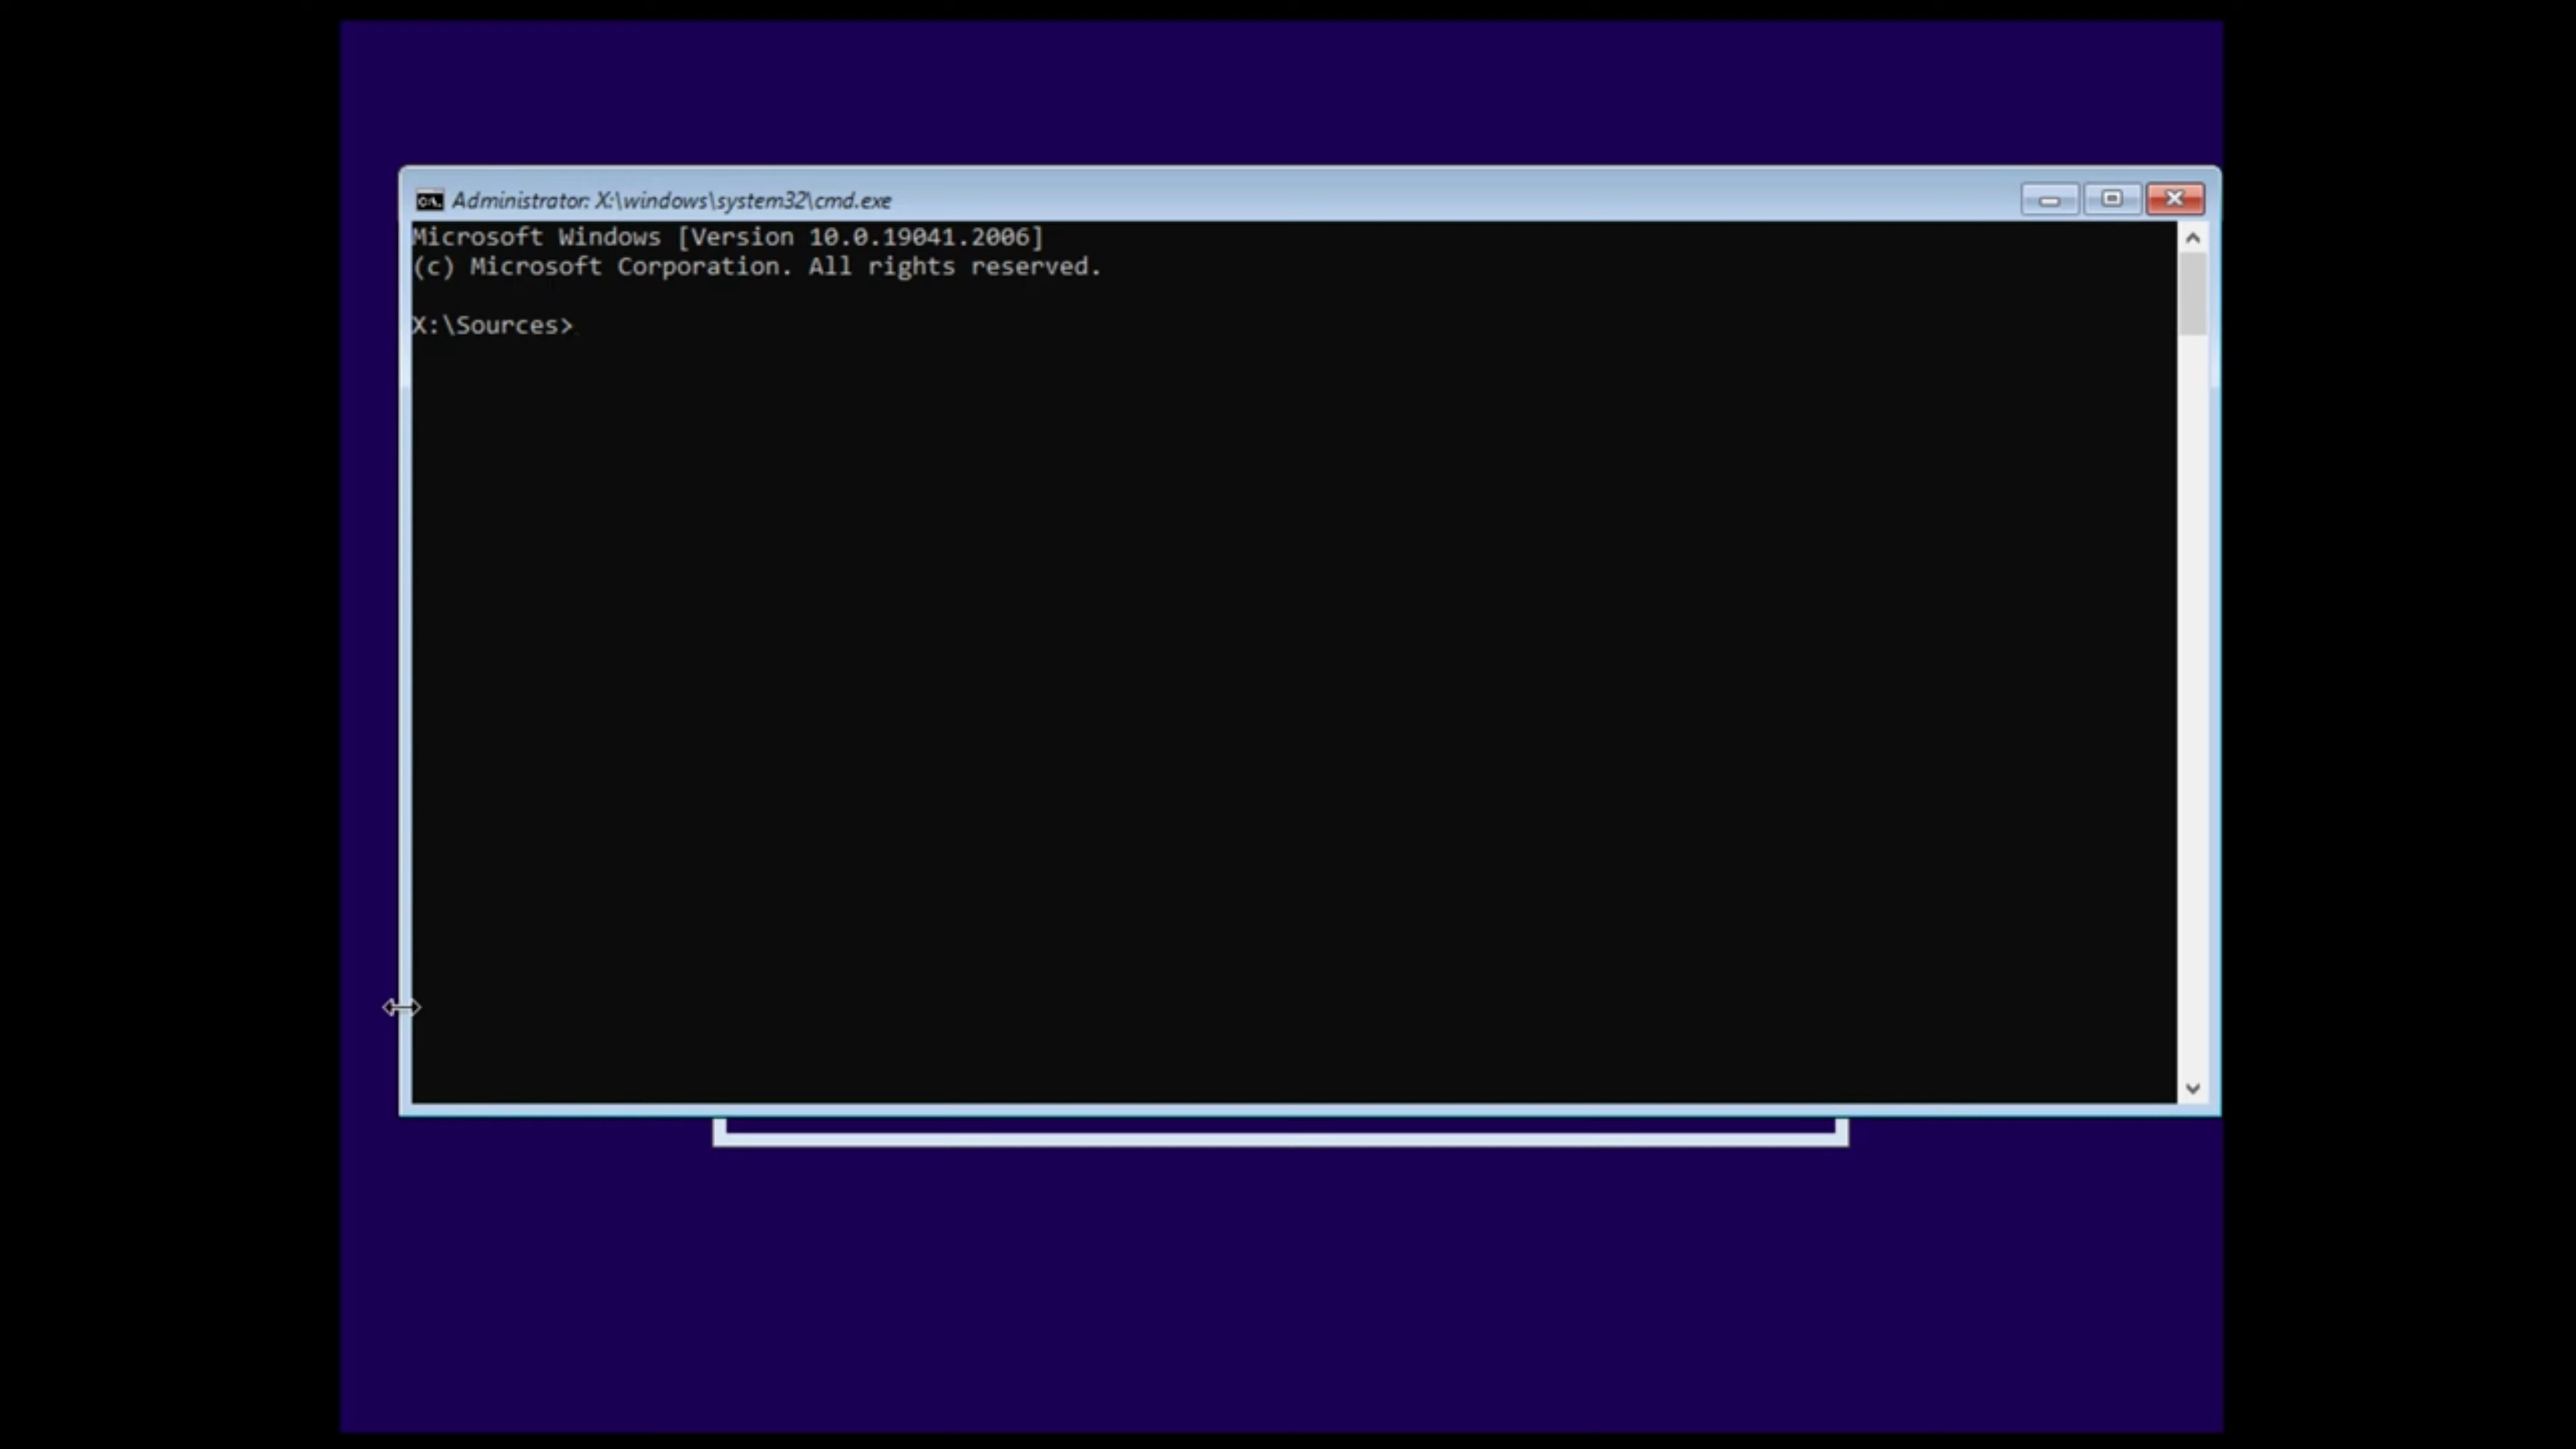 Administrator: X:\windows\system32\cmd.exe
Microsoft Windows [Version 10.0.19041.2006]
(c) Microsoft Corporation. All rights reserved.
X:\Sources>